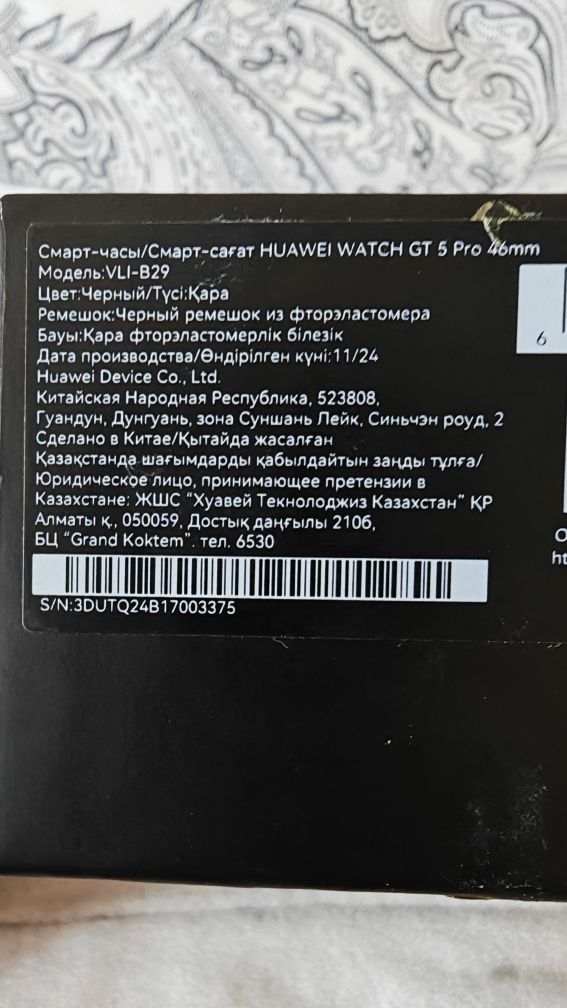 Смарт-часы/Смарт-сағат HUAWEI WATCH GT 5 Pro 46mm
Модель:VLI-B29
Цвет:Черный/Түсі:Қара
Ремешок:Черный ремешок из фторэластомера
Бауы:Қара фторэластомерлік білезік
Дата производства/Өндірілген күні:11/24
Huawei Device Co., Ltd.
Китайская Народная Республика, 523808,
Гуандун, Дунгуань, зона Суншань Лейк, Синьчэн роуд, 2
Сделано в Китае/Қытайда жасалған
Қазақстанда шағымдарды қабылдайтын заңды тұлға/
Юридическое лицо, принимающее претензии в
Казахстане: ЖШС "Хуавей Текнолоджиз Казахстан" ҚР
Алматы қ., 050059, Достық даңғылы 210б,
БЦ "Grand Koktem". тел. 6530
S/N:3DUTQ24B17003375
6